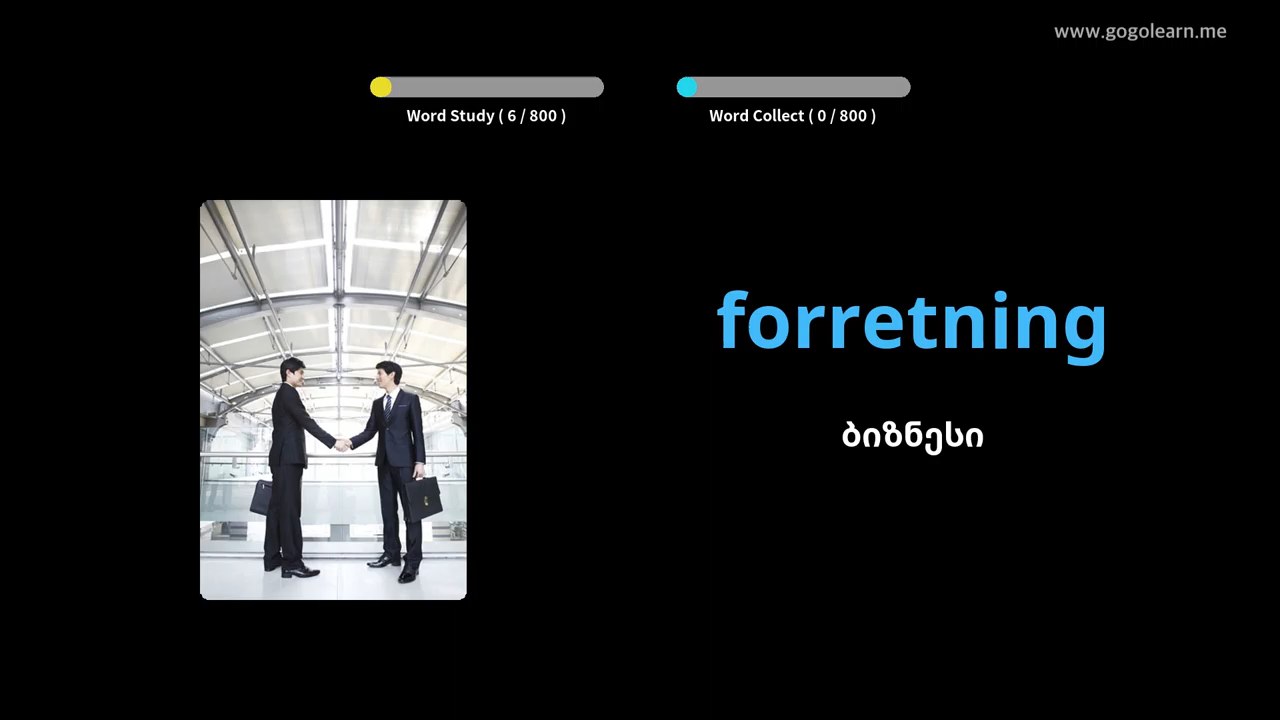 www.gogolearn.me
Word Study ( 6 / 800 )
Word Collect ( 0 / 800 )
forretning
ბიზნესი